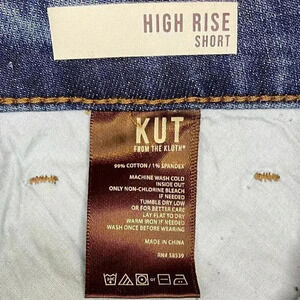 HIGH RISE
SHORT
KUT
FROM THE KLOTH®
99% COTTON / 1% SPANDEX
MACHINE WASH COLD
INSIDE OUT
ONLY NON-CHLORINE BLEACH
IF NEEDED
TUMBLE DRY LOW
OR FOR BETTER CARE
LAY FLAT TO DRY
WARM IRON IF NEEDED
WASH ONCE BEFORE WEARING
MADE IN CHINA
RN# 58539
or